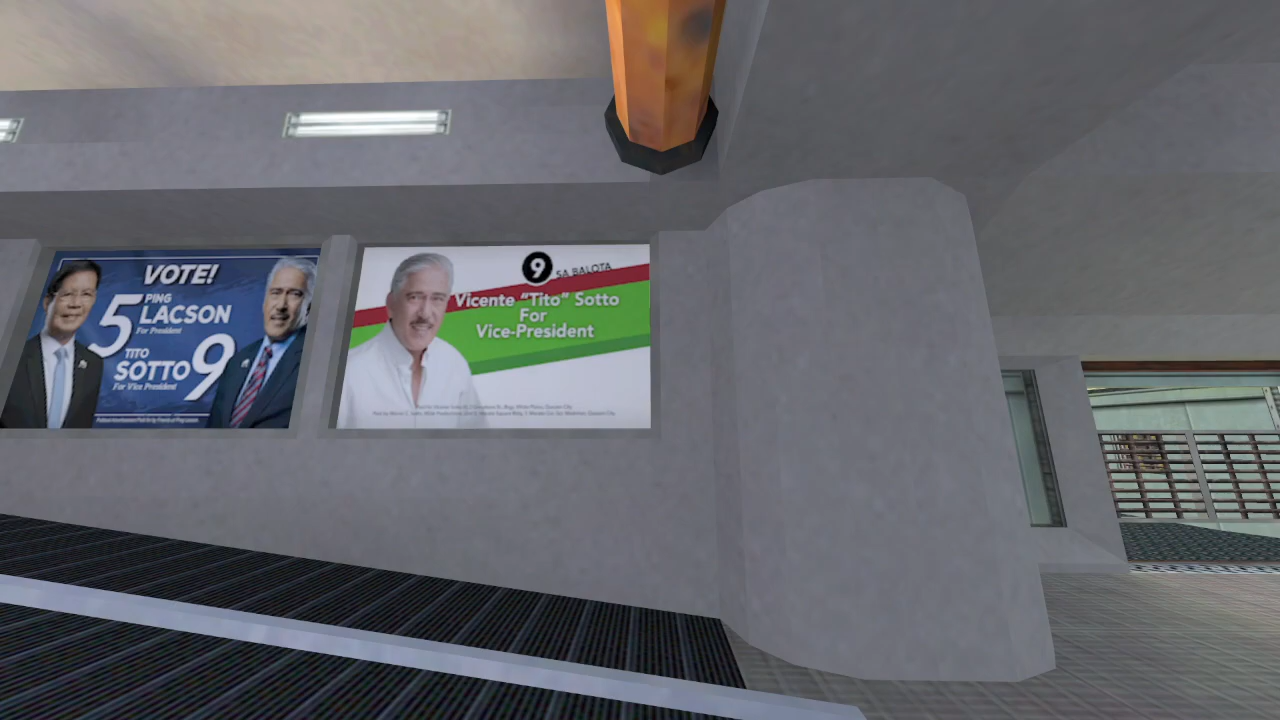 VOTE!
5
PING
LACSON
For President
TITO
SOTTO 9
For Vice President
9 SA BALOTA
Vicente "Tito" Sotto
For
Vice-President